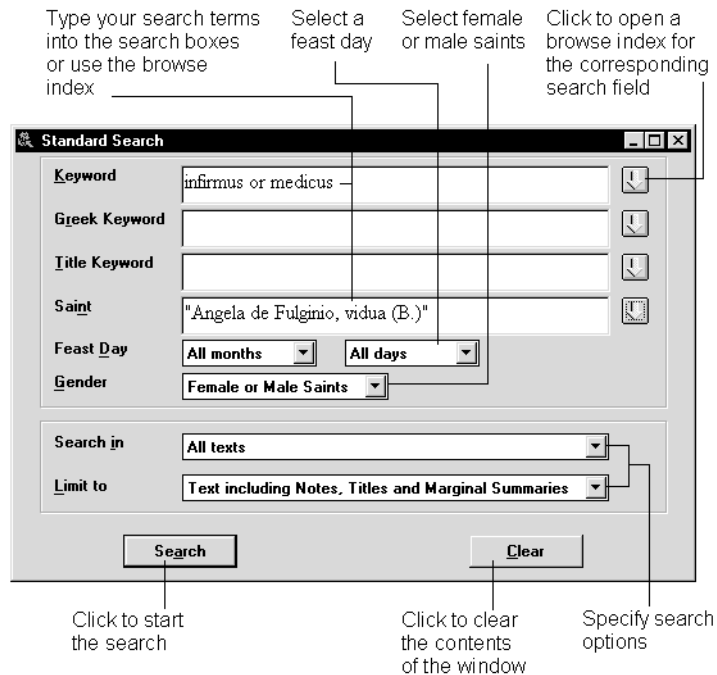 Type your search terms
into the search boxes
or use the browse
index
Select a
feast day
Select female
or male saints
Click to open a
browse index for
the corresponding
search field
Standard Search
Keyword
infirmus or medicus
Greek Keyword
Title Keyword
Saint
"Angela de Fulginio, vidua (B.)"
Feast Day
All months
All days
Gender
Female or Male Saints
Search in
All texts
Limit to
Text including Notes, Titles and Marginal Summaries
Search
Clear
Click to start
the search
Click to clear
the contents
of the window
Specify search
options